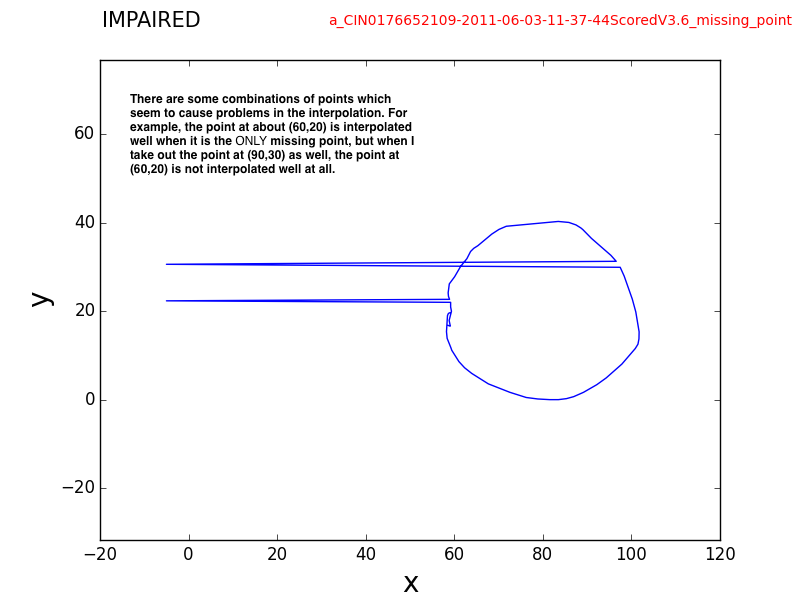 IMPAIRED
a_CIN0176652109-2011-06-03-11-37-44ScoredV3.6_missing_point
There are some combinations of points which
seem to cause problems in the interpolation. For
example, the point at about (60,20) is interpolated
well when it is the ONLY missing point, but when I
take out the point at (90,30) as well, the point at
(60,20) is not interpolated well at all.
60
40
20
0
−20
y
−20 0 20 40 60 80 100 120
x